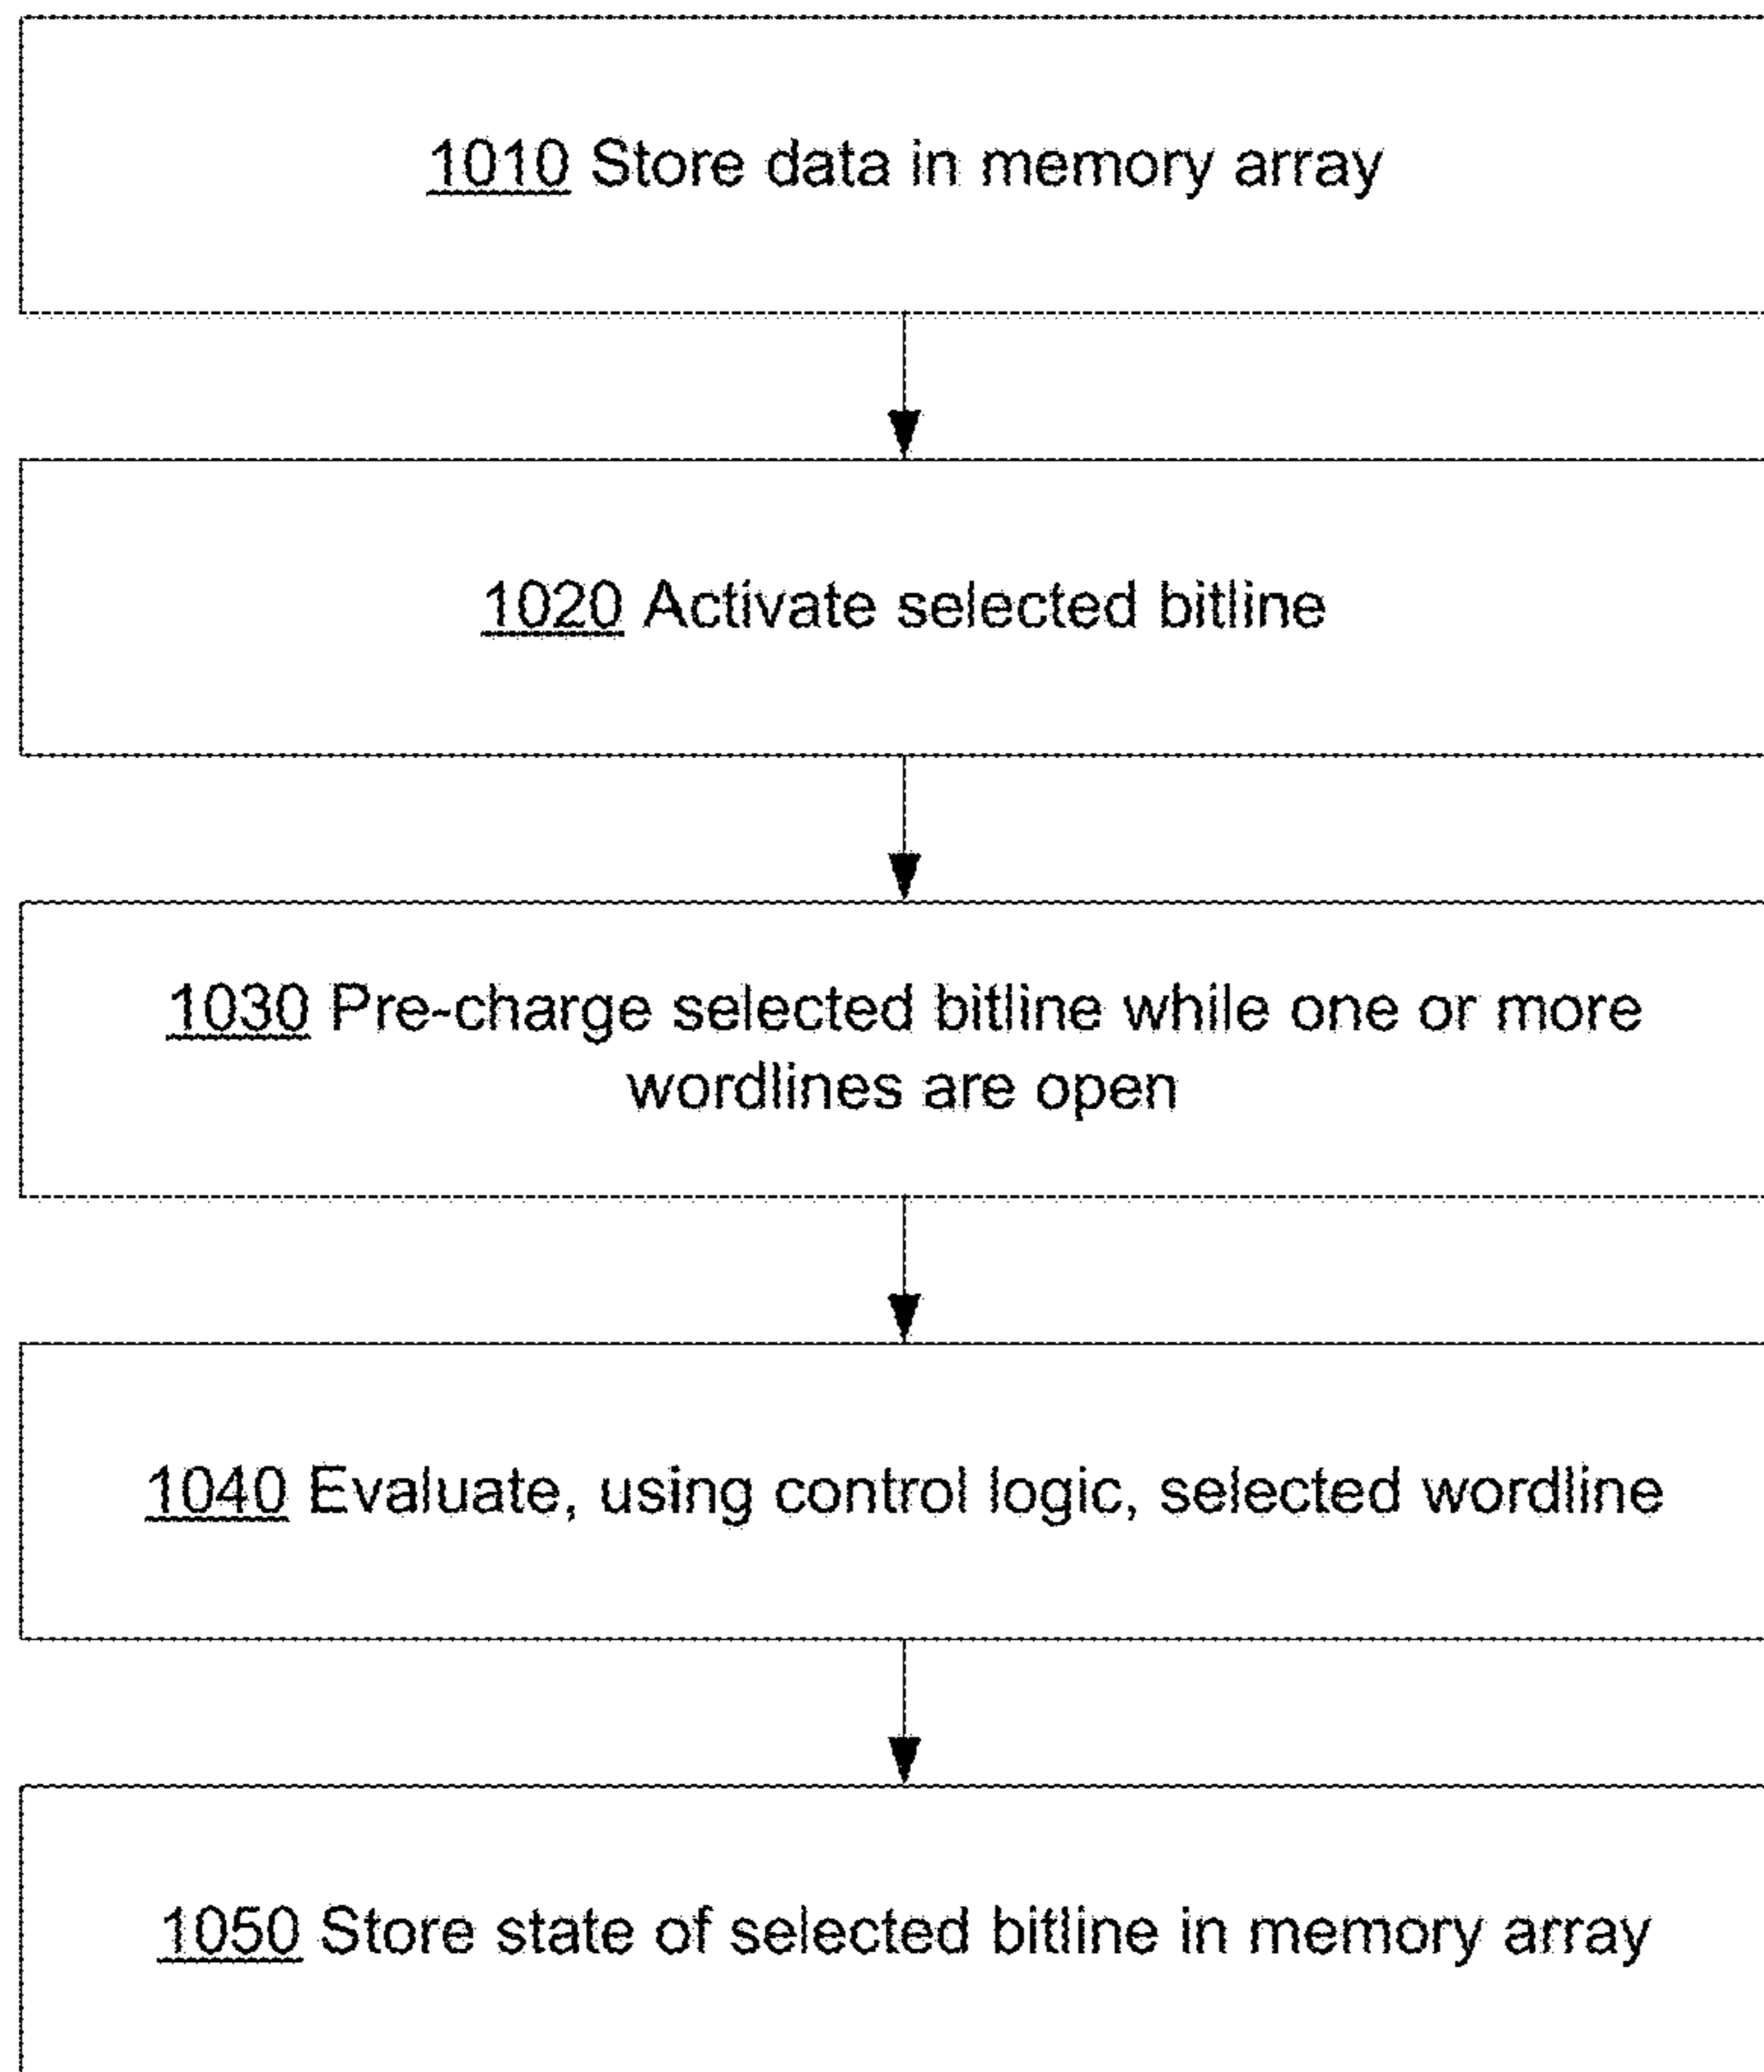 1010 Store data in memory array
1020 Activate selected bitline
1030 Pre-charge selected bitline while one or more
wordlines are open
1040 Evaluate, using control logic, selected wordline
1050 Store state of selected bitline in memory array